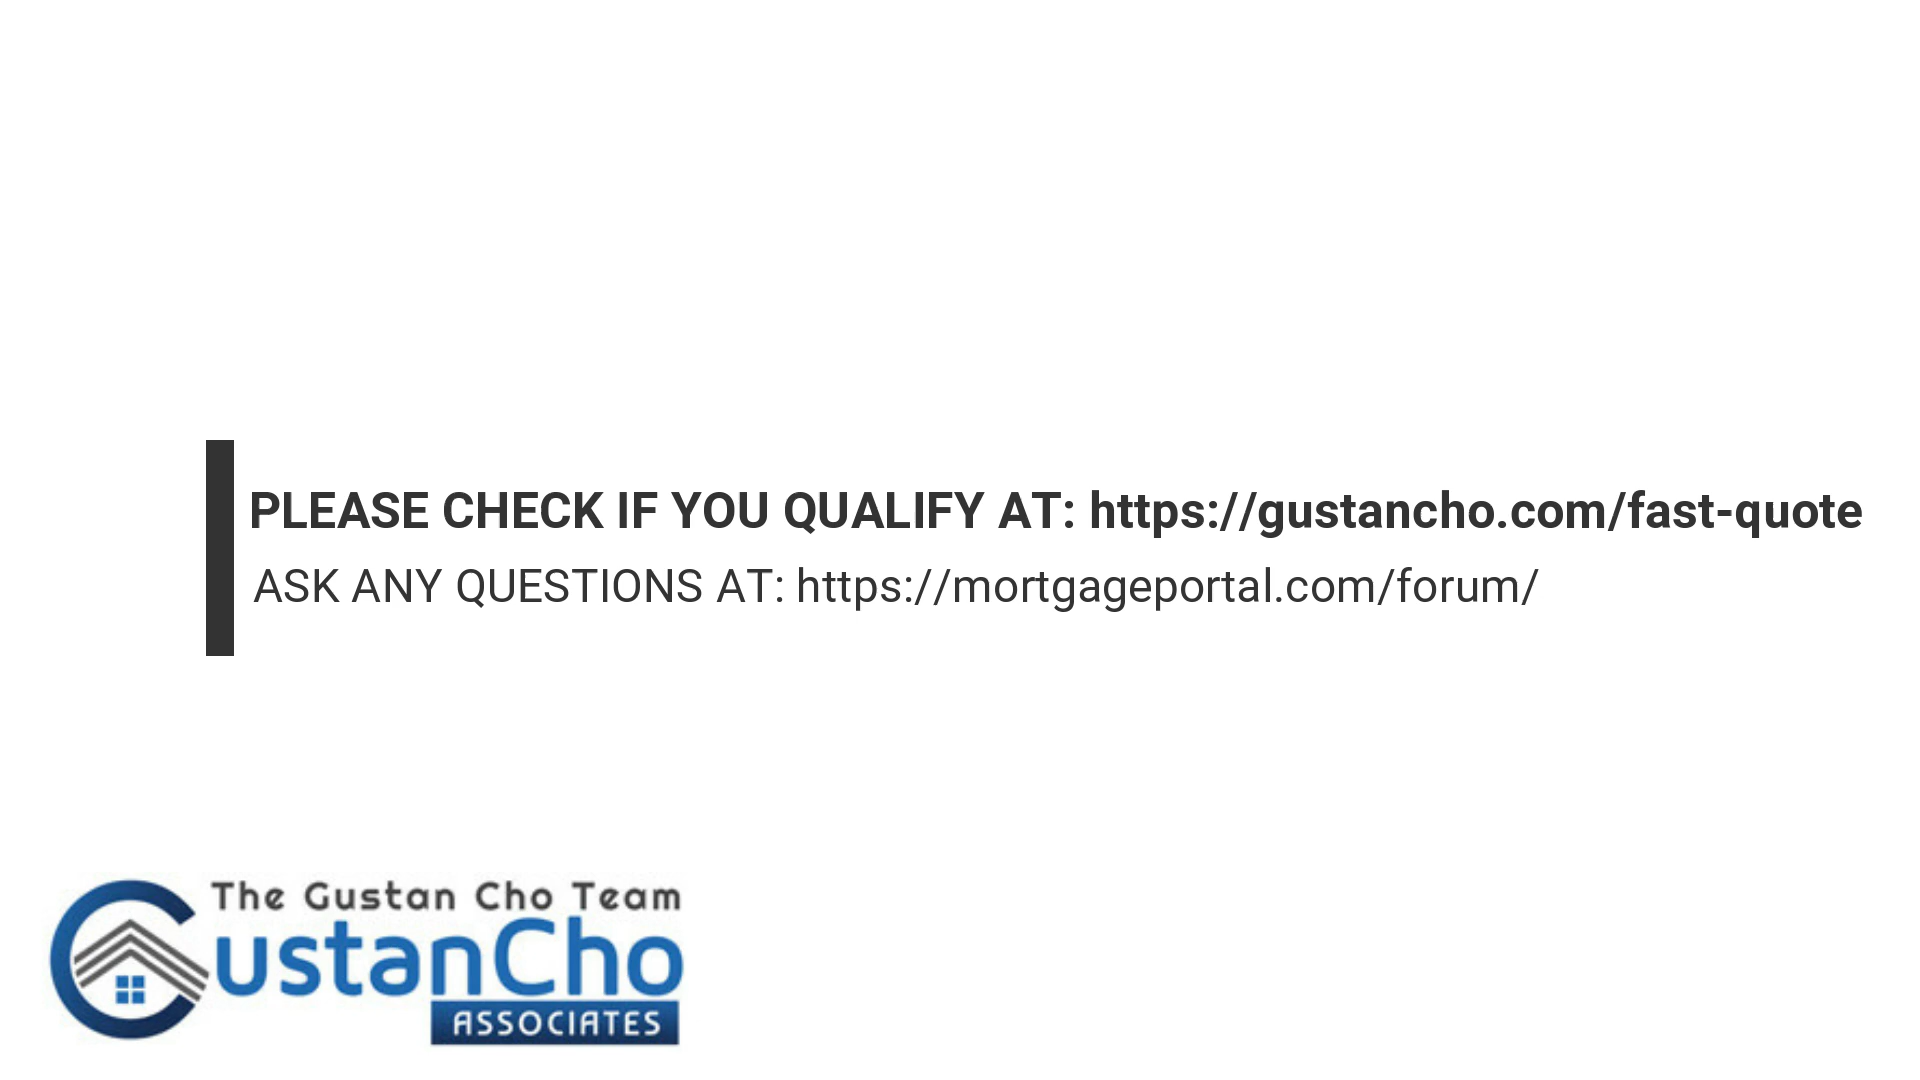 PLEASE CHECK IF YOU QUALIFY AT: https://gustancho.com/fast-quote
ASK ANY QUESTIONS AT: https://mortgageportal.com/forum/
The Gustan Cho Team
GustanCho
ASSOCIATES